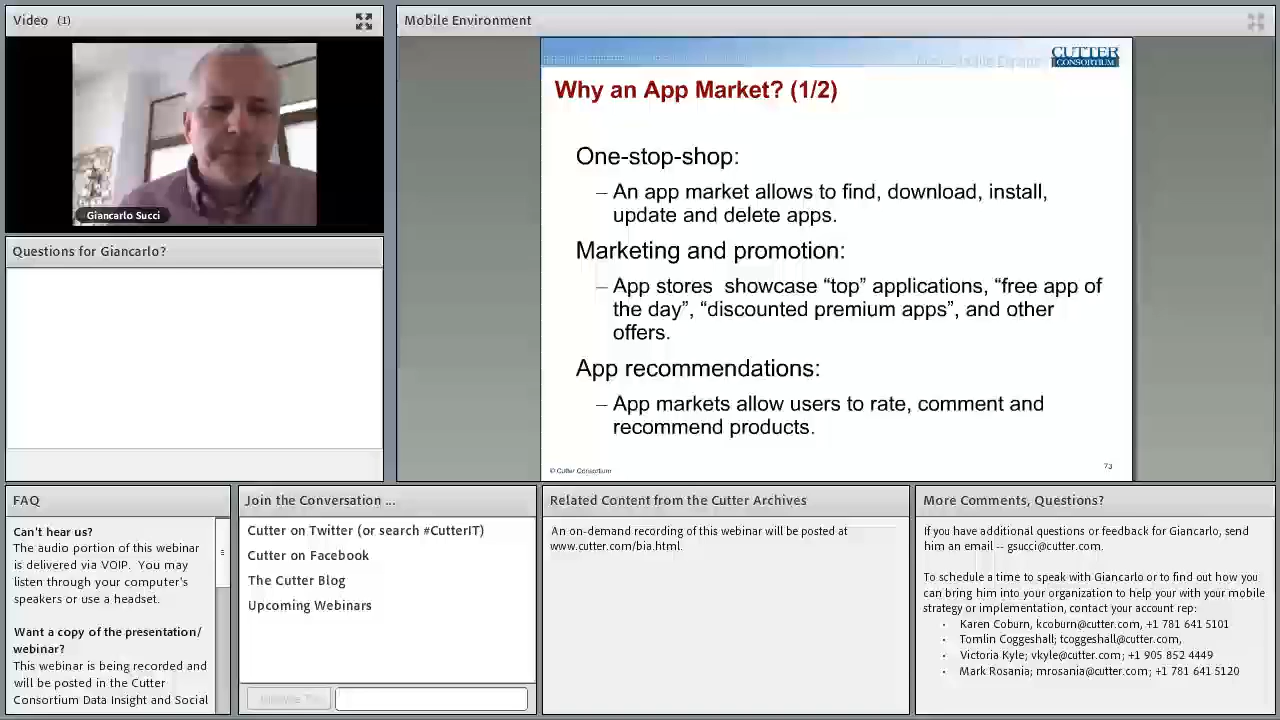 Video (1)
Giancarlo Succi
Questions for Giancarlo?
Mobile Environment
CUTTER
CONSORTIUM
Why an App Market? (1/2)
One-stop-shop:
– An app market allows to find, download, install,
update and delete apps.
Marketing and promotion:
– App stores showcase “top” applications, “free app of
the day”, “discounted premium apps”, and other
offers.
App recommendations:
– App markets allow users to rate, comment and
recommend products.
© Cutter Consortium
73
FAQ
Can't hear us?
The audio portion of this webinar
is delivered via VOIP. You may
listen through your computer's
speakers or use a headset.
Want a copy of the presentation/
webinar?
This webinar is being recorded and
will be posted in the Cutter
Consortium Data Insight and Social
Join the Conversation ...
Cutter on Twitter (or search #CutterIT)
Cutter on Facebook
The Cutter Blog
Upcoming Webinars
Related Content from the Cutter Archives
An on-demand recording of this webinar will be posted at
www.cutter.com/bia.html.
More Comments, Questions?
If you have additional questions or feedback for Giancarlo, send
him an email -- gsucci@cutter.com.
To schedule a time to speak with Giancarlo or to find out how you
can bring him into your organization to help your with your mobile
strategy or implementation, contact your account rep:
• Karen Coburn, kcoburn@cutter.com, +1 781 641 5101
• Tomlin Coggeshall; tcoggeshall@cutter.com,
• Victoria Kyle; vkyle@cutter.com; +1 905 852 4449
• Mark Rosania; mrosania@cutter.com; +1 781 641 5120